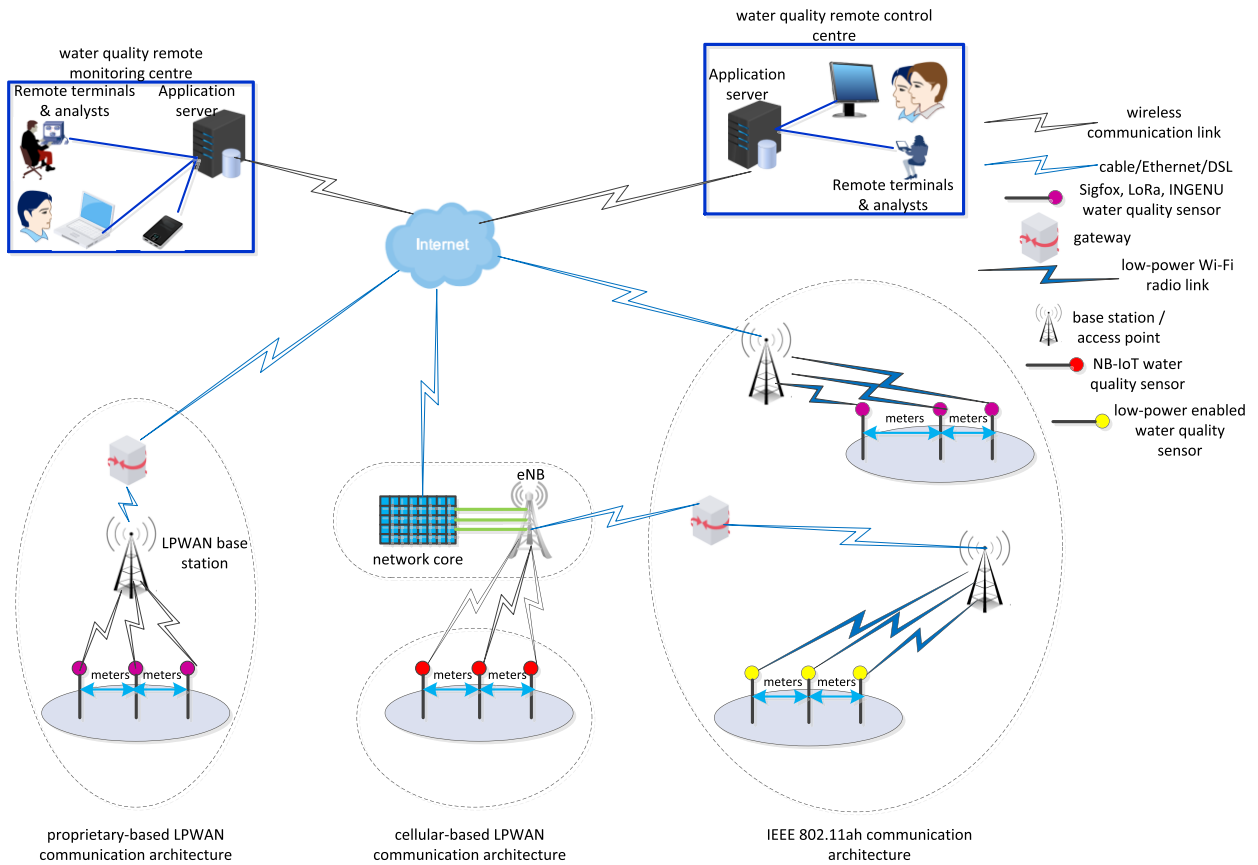 water quality remote
monitoring centre
Remote terminals
& analysts
Application
server
water quality remote control
centre
Application
server
Remote terminals
& analysts
Internet
wireless
communication link
cable/Ethernet/DSL
Sigfox, LoRa, INGENU
water quality sensor
gateway
low-power Wi-Fi
radio link
base station /
access point
NB-IoT water
quality sensor
low-power enabled
water quality
sensor
meters
meters
eNB
network core
LPWAN base
station
meters
meters
meters
meters
meters
meters
proprietary-based LPWAN
communication architecture
cellular-based LPWAN
communication architecture
IEEE 802.11ah communication
architecture